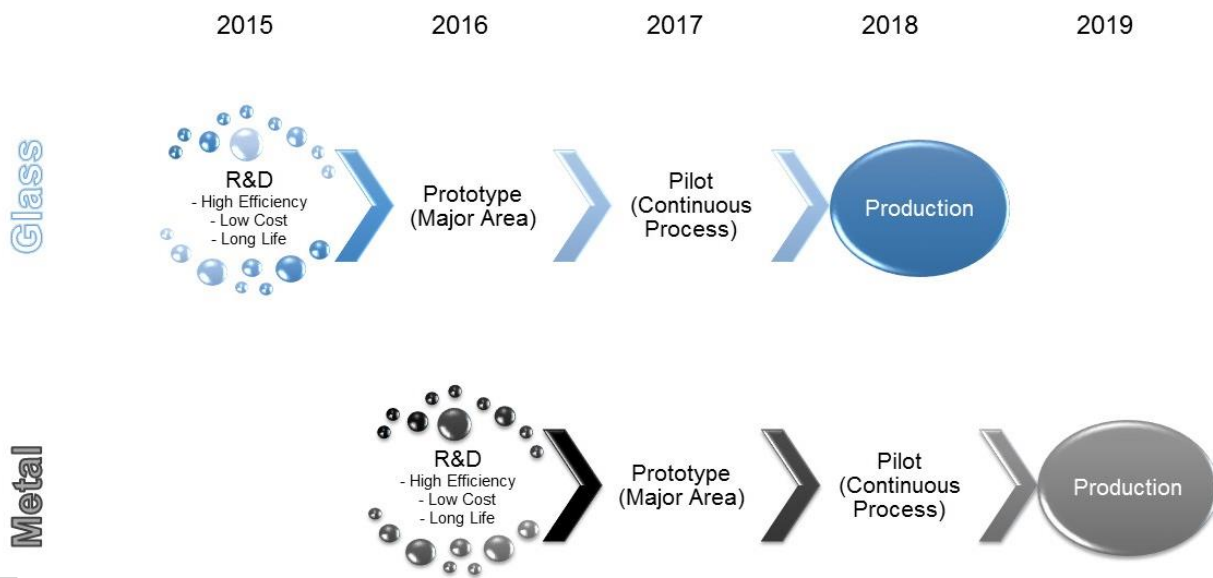 2015 2016 2017 2018 2019
Glass
R&D
- High Efficiency
- Low Cost
- Long Life
Prototype
(Major Area)
Pilot
(Continuous
Process)
Production
Metal
R&D
- High Efficiency
- Low Cost
- Long Life
Prototype
(Major Area)
Pilot
(Continuous
Process)
Production